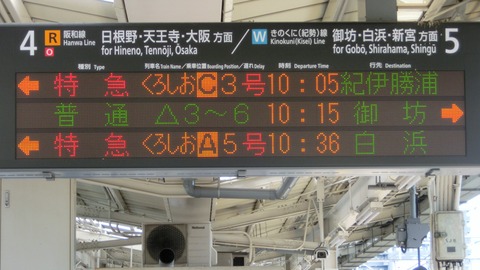 4 R 阪和線 Hanwa Line 日根野・天王寺・大阪 方面 / W きのくに(紀勢)線 Kinokuni(Kisei) Line 御坊・白浜・新宮 方面 5
for Hineno, Tennōji, Ōsaka for Gobō, Shirahama, Shingū
種別 Type 列車名 Train Name / 乗車位置 Boarding Position / 遅れ Delay 時刻 Departure Time 行先 Destination
← 特急 くろしお C 3号 10:05 紀伊勝浦
普通 △3〜6 10:15 御坊 →
← 特急 くろしお A 5号 10:36 白浜